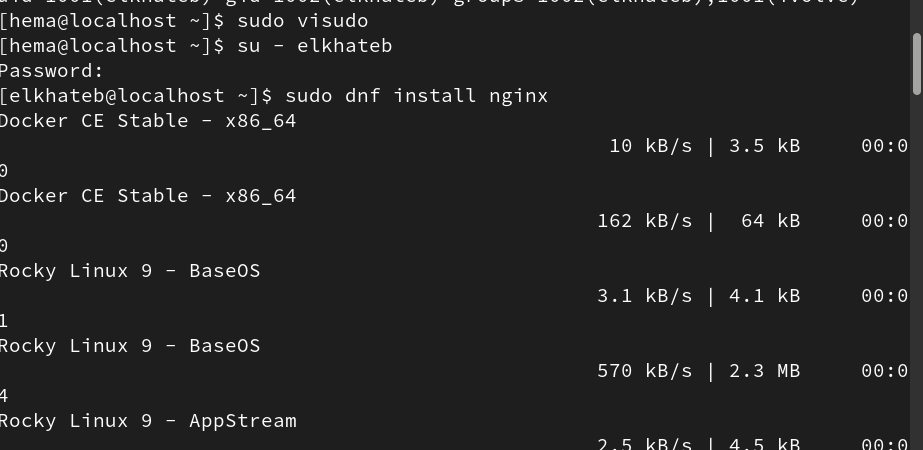 [hema@localhost ~]$ sudo visudo
[hema@localhost ~]$ su - elkhateb
Password:
[elkhateb@localhost ~]$ sudo dnf install nginx
Docker CE Stable - x86_64
10 kB/s | 3.5 kB     00:0
0
Docker CE Stable - x86_64
162 kB/s |  64 kB     00:0
0
Rocky Linux 9 - BaseOS
3.1 kB/s | 4.1 kB     00:0
1
Rocky Linux 9 - BaseOS
570 kB/s | 2.3 MB     00:0
4
Rocky Linux 9 - AppStream
2.5 kB/s | 4.5 kB     00:0